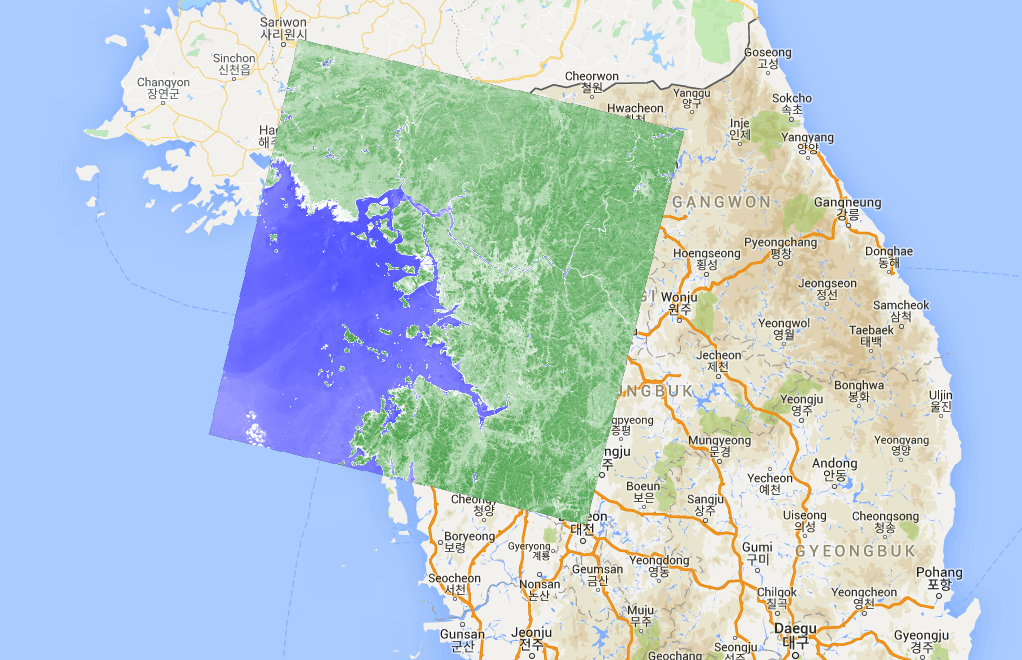 Sariwon
사리원시
Sinchon
신천읍
Changyon
장연군
Goseong
고성
Cheorwon
철원
Yanggu
양구
Sokcho
속초
Hwacheon
Inje
인제
Yangyang
양양
GANGWON
Gangneung
강릉
Pyeongchang
평창
Hoengseong
횡성
Donghae
동해
Jeongseon
정선
Wonju
원주
Samcheok
삼척
Yeongwol
영월
Taebaek
태백
Jecheon
제천
Bonghwa
봉화
Uljin
울진
Yeongju
영주
증평
Mungyeong
문경
Yeongyang
영양
Andong
안동
Yecheon
예천
Boeun
보은
Sangju
상주
청양
Uiseong
의성
Cheongsong
청송
대전
Boryeong
보령
Gyeryong
계룡
Gumi
구미
GYEONGBUK
Yeongdong
영동
Geumsan
금산
Pohang
포항
Seocheon
서천
Nonsan
논산
Chilgok
칠곡
Yeongcheon
영천
Muju
무주
Daegu
대구
Gunsan
군산
Jeonju
전주
Gyeongju
경주
Seongju
Geochang